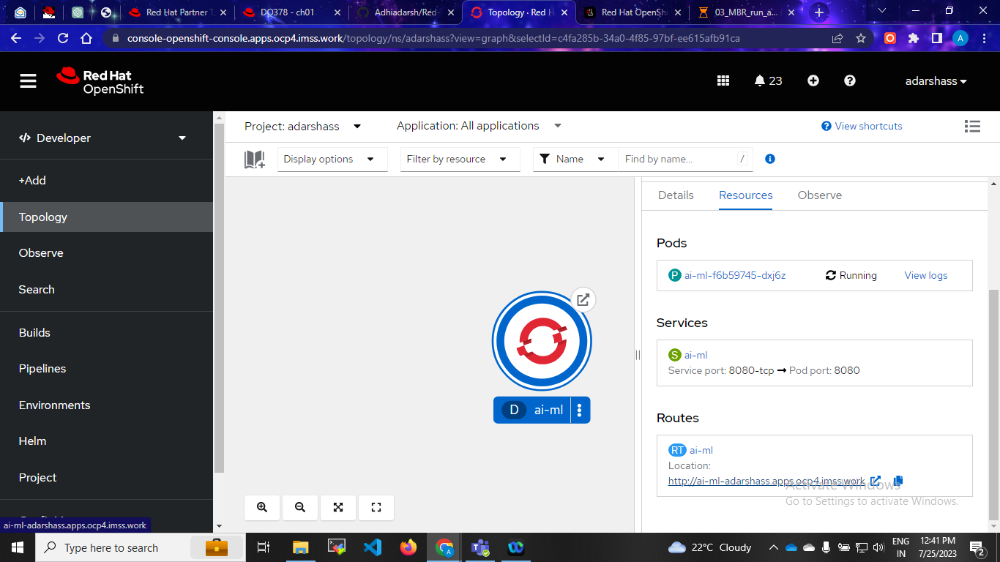 Red Hat Partner T
DO378 - ch01
Adhiadarsh/Red-
Topology · Red H
Red Hat OpenShi
03_MBR_run_a...
console-openshift-console.apps.ocp4.imss.work/topology/ns/adarshass?view=graph&selectId=c4fa285b-34a0-4f85-97bf-ee615afb91ca
A
Red Hat
OpenShift
23
adarshass
Developer
+Add
Topology
Observe
Search
Builds
Pipelines
Environments
Helm
Project
ai-ml-adarshass.apps.ocp4.imss.work
Project: adarshass
Application: All applications
View shortcuts
Display options
Filter by resource
Name
Find by name...
/
D ai-ml
Details
Resources
Observe
Pods
P ai-ml-f6b59745-dxj6z
Running
View logs
Services
S ai-ml
Service port: 8080-tcp → Pod port: 8080
Routes
RT ai-ml
Location:
http://ai-ml-adarshass.apps.ocp4.imss.work
Activate Windows
Go to Settings to activate Windows.
Type here to search
22°C Cloudy
ENG
IN
12:41 PM
7/25/2023
2